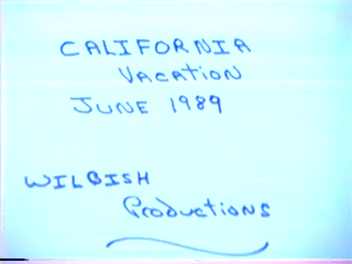 CALIFORNIA
VACATION
JUNE 1989
WILBISH
PRODUCTIONS